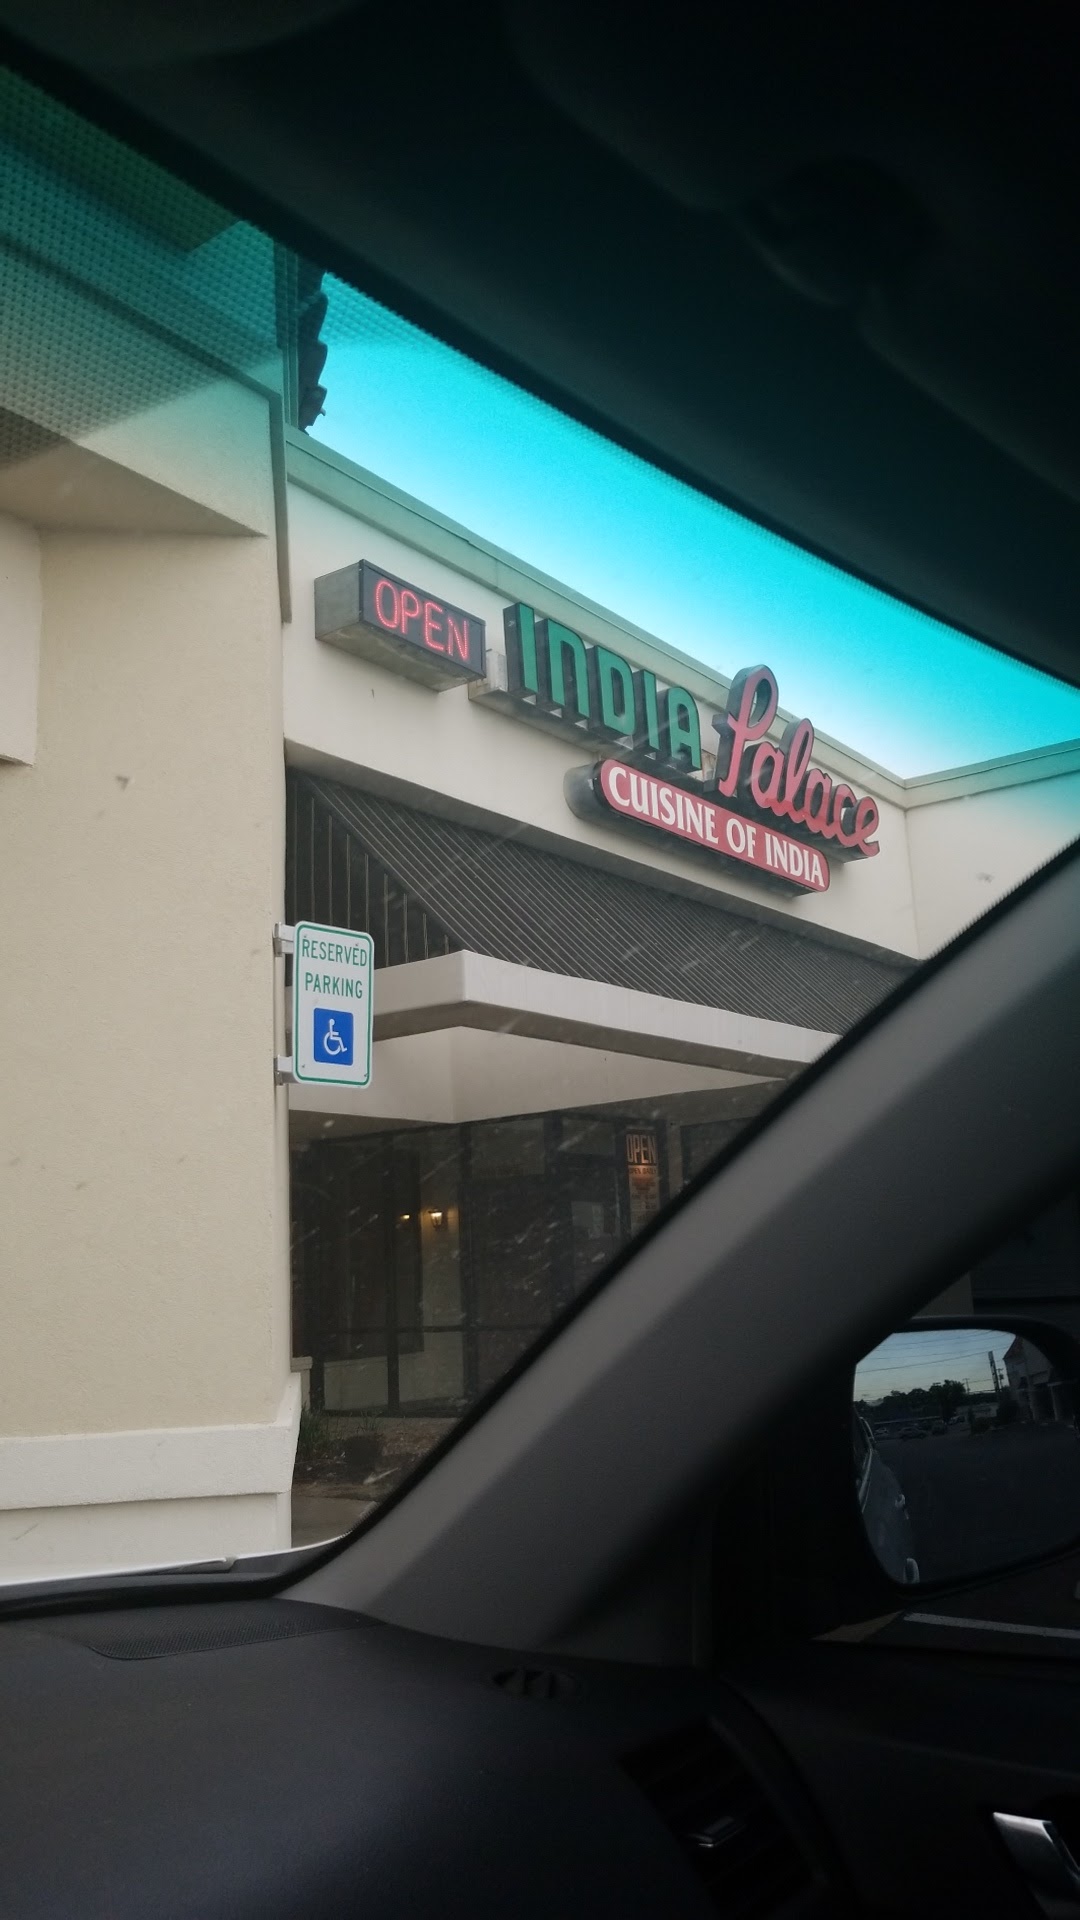 OPEN
INDIA Palace
CUISINE OF INDIA
RESERVED
PARKING
OPEN